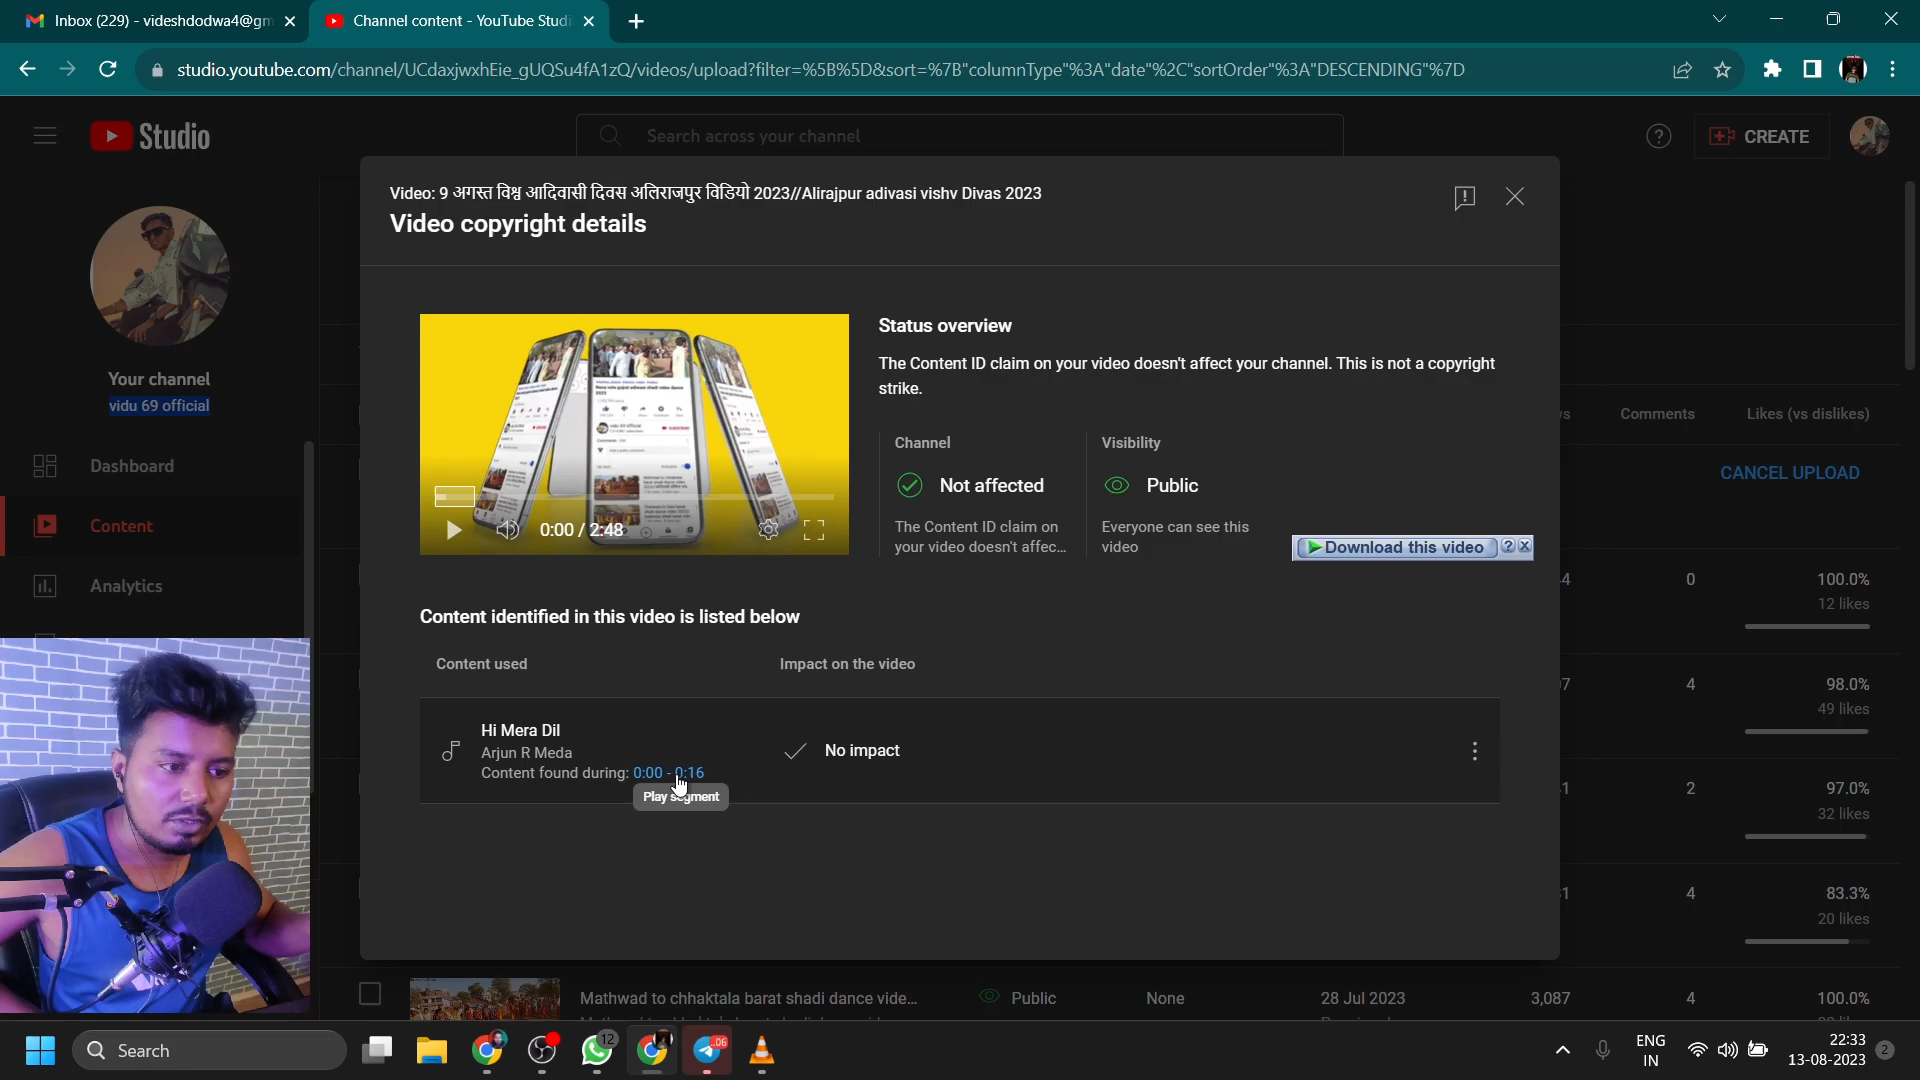 Inbox (229) - videshdodwa4@gm
Channel content - YouTube Studi
studio.youtube.com/channel/UCdaxjwxhEie_gUQSu4fA1zQ/videos/upload?filter=%5B%5D&sort=%7B"columnType"%3A"date"%2C"sortOrder"%3A"DESCENDING"%7D
Studio
Search across your channel
CREATE
Video: 9 अगस्त विश्व आदिवासी दिवस अलिराजपुर विडियो 2023//Alirajpur adivasi vishv Divas 2023
Video copyright details
Your channel
vidu 69 official
Dashboard
Content
Analytics
0:00 / 2:48
Status overview
The Content ID claim on your video doesn't affect your channel. This is not a copyright
strike.
Channel
Visibility
Not affected
Public
The Content ID claim on
your video doesn't affec...
Everyone can see this
video
Download this video
Comments
Likes (vs dislikes)
CANCEL UPLOAD
Content identified in this video is listed below
Content used
Impact on the video
Hi Mera Dil
Arjun R Meda
Content found during: 0:00 - 0:16
No impact
Play segment
0
100.0%
12 likes
4
98.0%
49 likes
2
97.0%
32 likes
4
83.3%
20 likes
Mathwad to chhaktala barat shadi dance vide...
Public
None
28 Jul 2023
3,087
4
100.0%
Search
12
.06
ENG
IN
22:33
13-08-2023
2